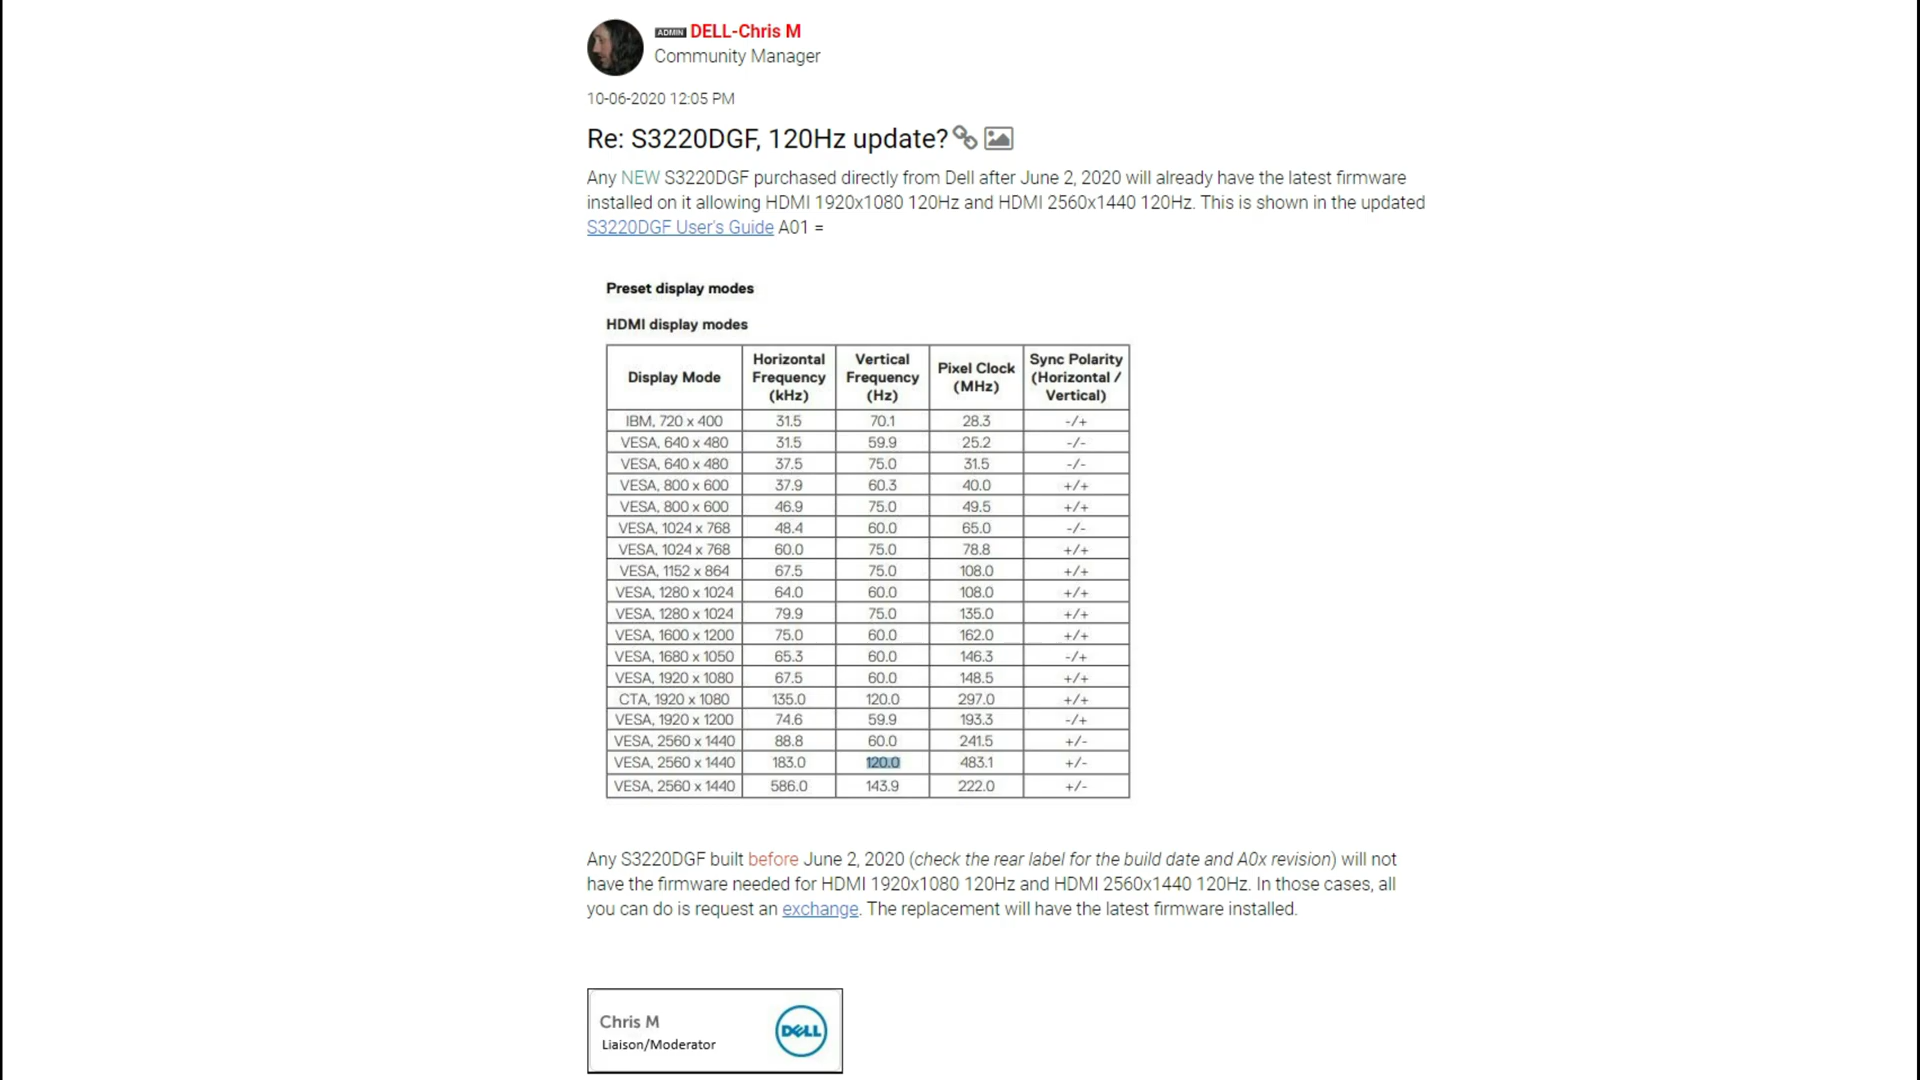 ADMIN DELL-Chris M
Community Manager
10-06-2020 12:05 PM
Re: S3220DGF, 120Hz update?
Any NEW S3220DGF purchased directly from Dell after June 2, 2020 will already have the latest firmware
installed on it allowing HDMI 1920x1080 120Hz and HDMI 2560x1440 120Hz. This is shown in the updated
S3220DGF User's Guide A01 =
Preset display modes
HDMI display modes
Display Mode Horizontal Frequency (kHz) Vertical Frequency (Hz) Pixel Clock (MHz) Sync Polarity (Horizontal / Vertical)
IBM, 720 x 400 31.5 70.1 28.3 -/+
VESA, 640 x 480 31.5 59.9 25.2 -/-
VESA, 640 x 480 37.5 75.0 31.5 -/-
VESA, 800 x 600 37.9 60.3 40.0 +/+
VESA, 800 x 600 46.9 75.0 49.5 +/+
VESA, 1024 x 768 48.4 60.0 65.0 -/-
VESA, 1024 x 768 60.0 75.0 78.8 +/+
VESA, 1152 x 864 67.5 75.0 108.0 +/+
VESA, 1280 x 1024 64.0 60.0 108.0 +/+
VESA, 1280 x 1024 79.9 75.0 135.0 +/+
VESA, 1600 x 1200 75.0 60.0 162.0 +/+
VESA, 1680 x 1050 65.3 60.0 146.3 -/+
VESA, 1920 x 1080 67.5 60.0 148.5 +/+
CTA, 1920 x 1080 135.0 120.0 297.0 +/+
VESA, 1920 x 1200 74.6 59.9 193.3 -/+
VESA, 2560 x 1440 88.8 60.0 241.5 +/-
VESA, 2560 x 1440 183.0 120.0 483.1 +/-
VESA, 2560 x 1440 586.0 143.9 222.0 +/-
Any S3220DGF built before June 2, 2020 (check the rear label for the build date and A0x revision) will not
have the firmware needed for HDMI 1920x1080 120Hz and HDMI 2560x1440 120Hz. In those cases, all
you can do is request an exchange. The replacement will have the latest firmware installed.
Chris M
Liaison/Moderator
DELL